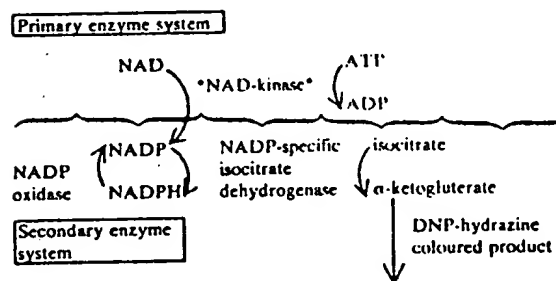 Primary enzyme system
NAD
"NAD-kinase"
ATP
ADP
NADP
oxidase
NADP
NADPH
NADP-specific
isocitrate
dehydrogenase
isocitrate
α-ketogluterate
Secondary enzyme
system
DNP-hydrazine
coloured product